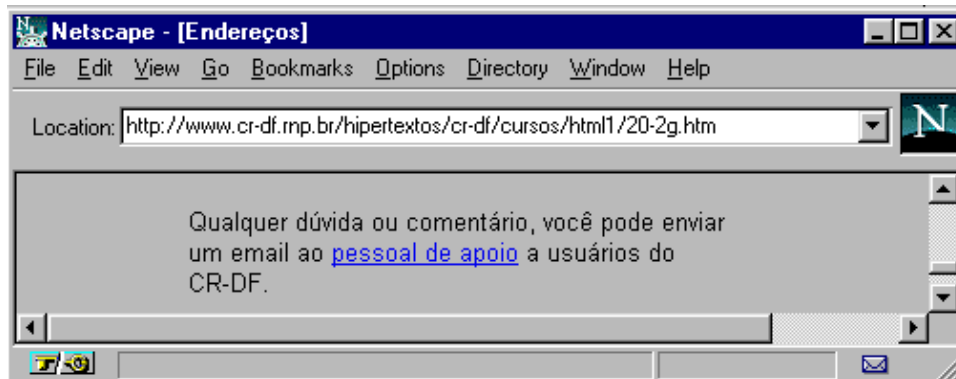 Netscape - [Endereços]
File Edit View Go Bookmarks Options Directory Window Help
Location: http://www.cr-df.rnp.br/hipertextos/cr-df/cursos/html1/20-2g.htm
N
Qualquer dúvida ou comentário, você pode enviar
um email ao pessoal de apoio a usuários do
CR-DF.